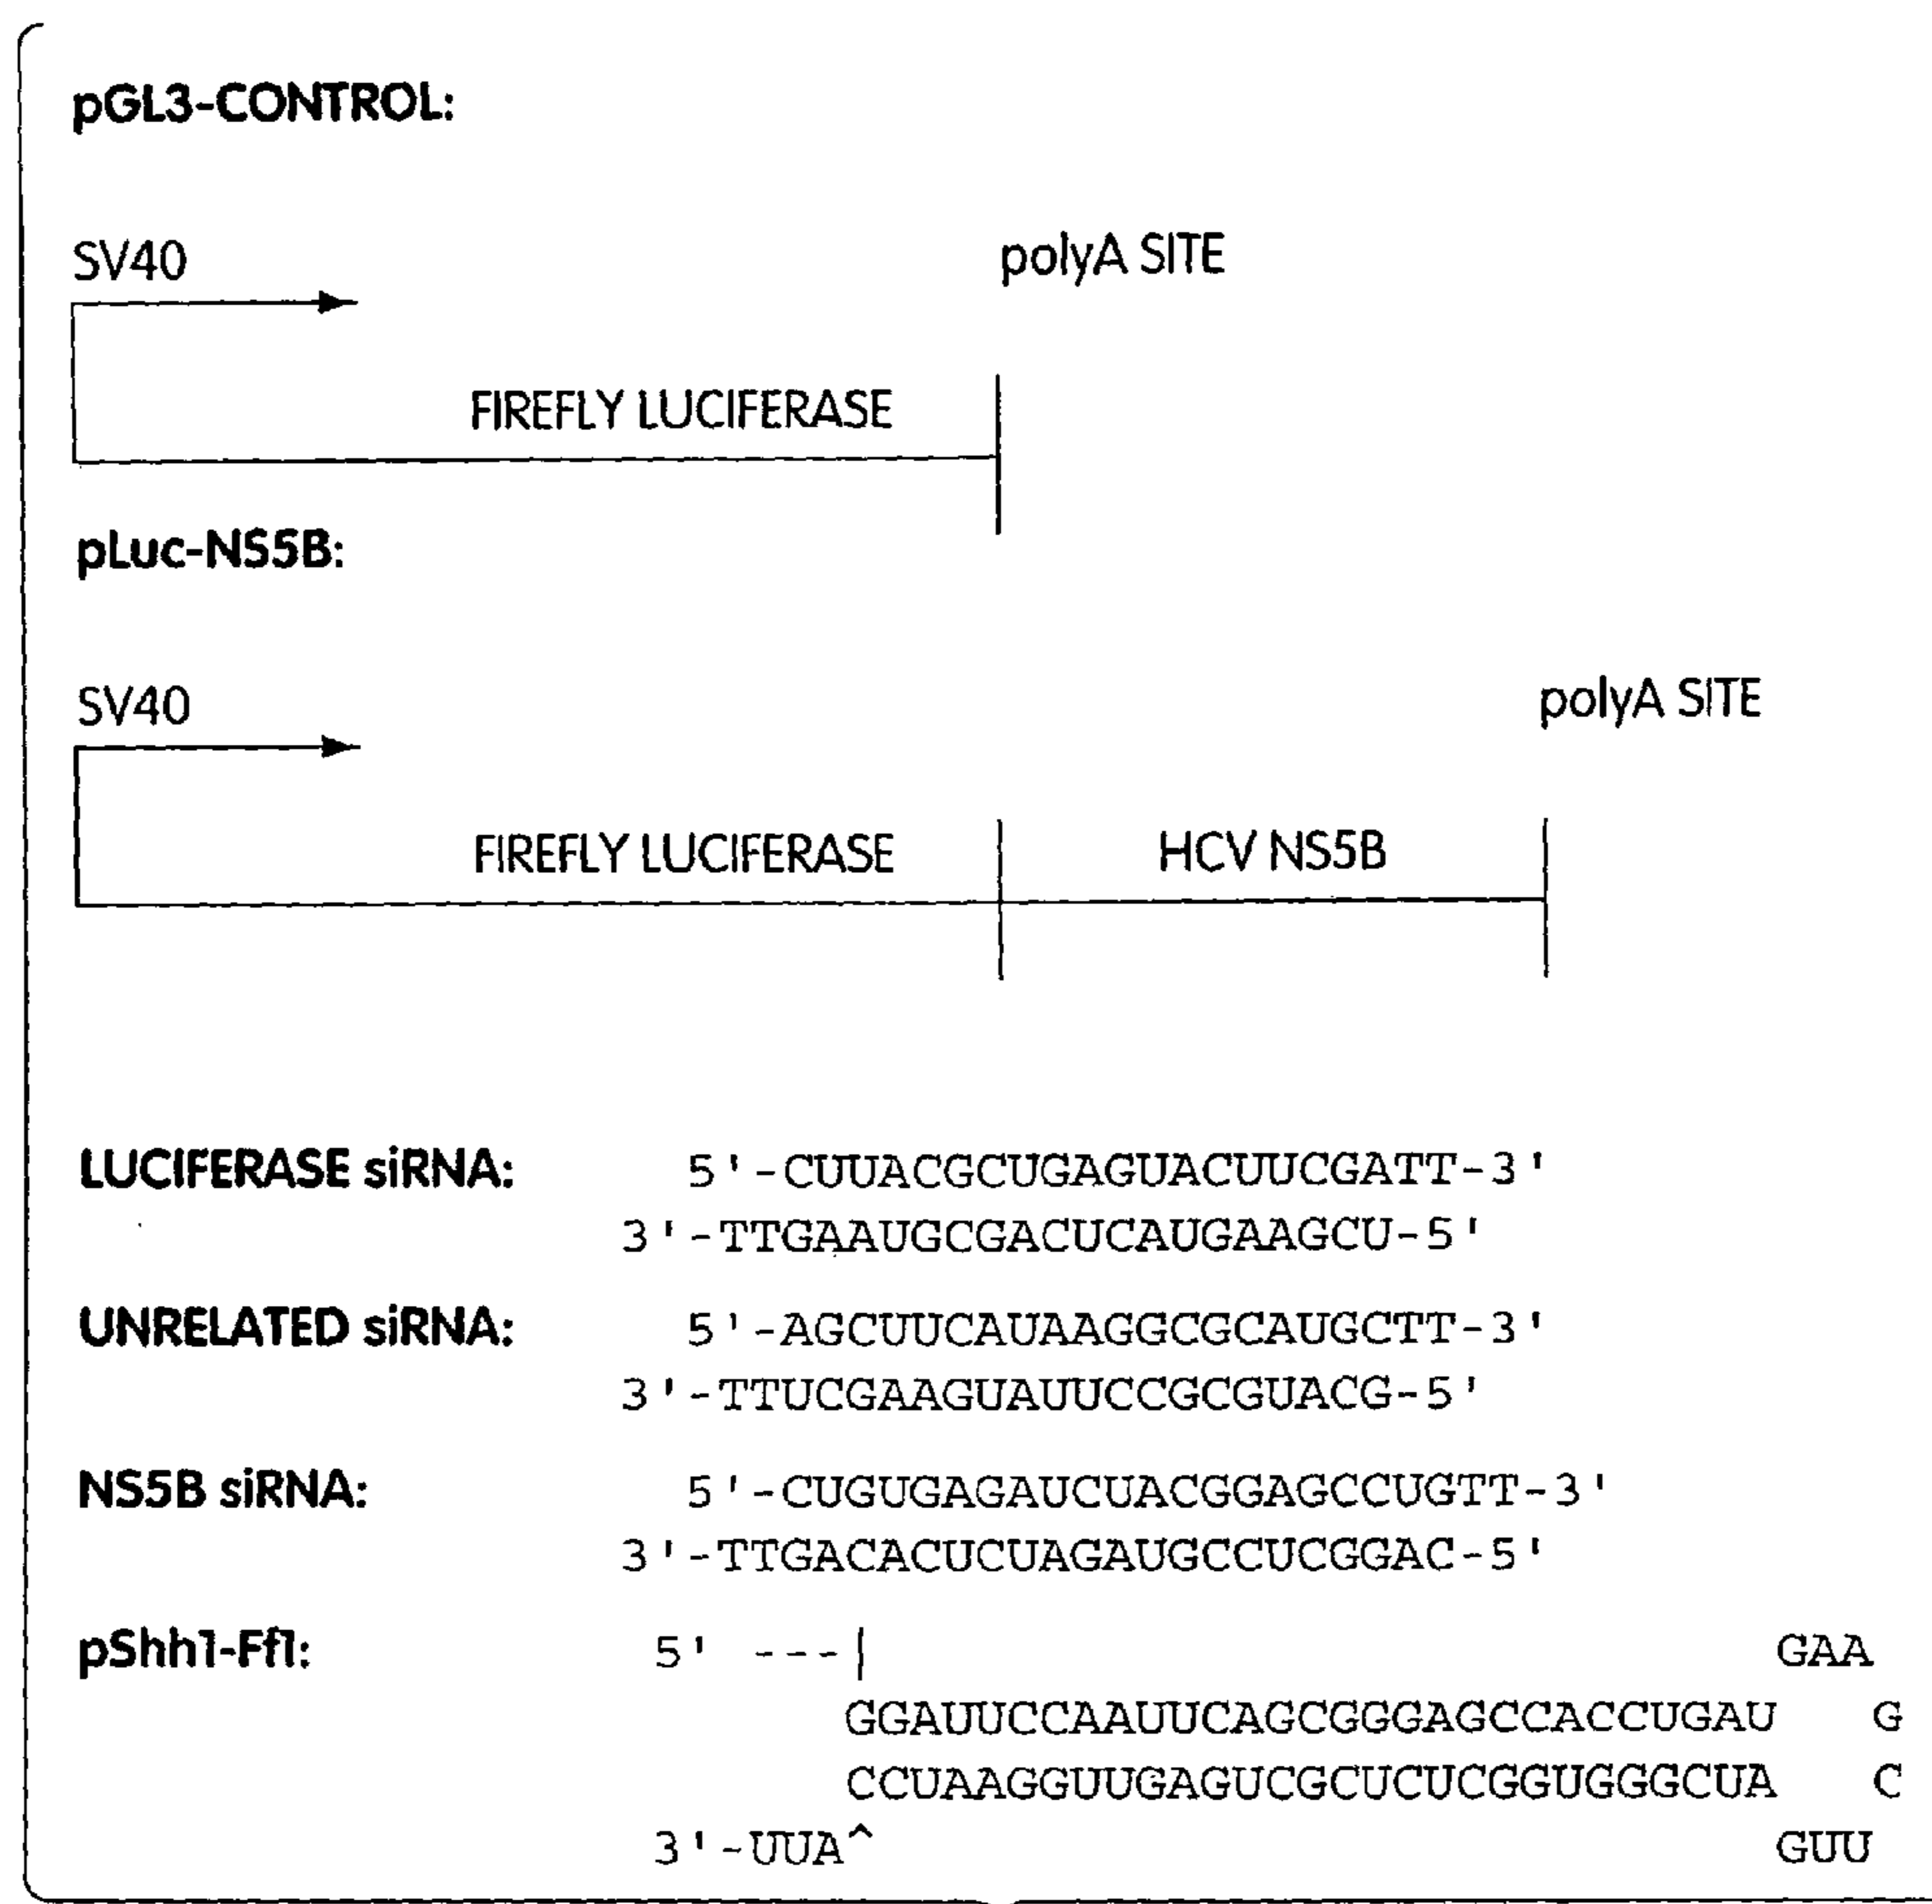 pGL3-CONTROL:
SV40
polyA SITE
FIREFLY LUCIFERASE
pLuc-NS5B:
SV40
polyA SITE
FIREFLY LUCIFERASE
HCV NS5B
LUCIFERASE siRNA: 5'-CUUACGCUGAGUACUUCGATT-3'
3'-TTGAAUGCGACUCAUGAAGCU-5'
UNRELATED siRNA: 5'-AGCUUCAUAAGGCGCAUGCTT-3'
3'-TTUCGAAGUAUUCCGCGUACG-5'
NS5B siRNA: 5'-CUGUGAGAUCUACGGAGCCUGTT-3'
3'-TTGACACUCUAGAUGCCUCGGAC-5'
pShh1-Ff1: 5' ---| GAA
GGAUUCCAAUUCAGCGGGAGCCACCUGAU G
CCUAAGGUUGAGUCGCUCUCGGUGGGCUA C
3'-UUA^ GUU